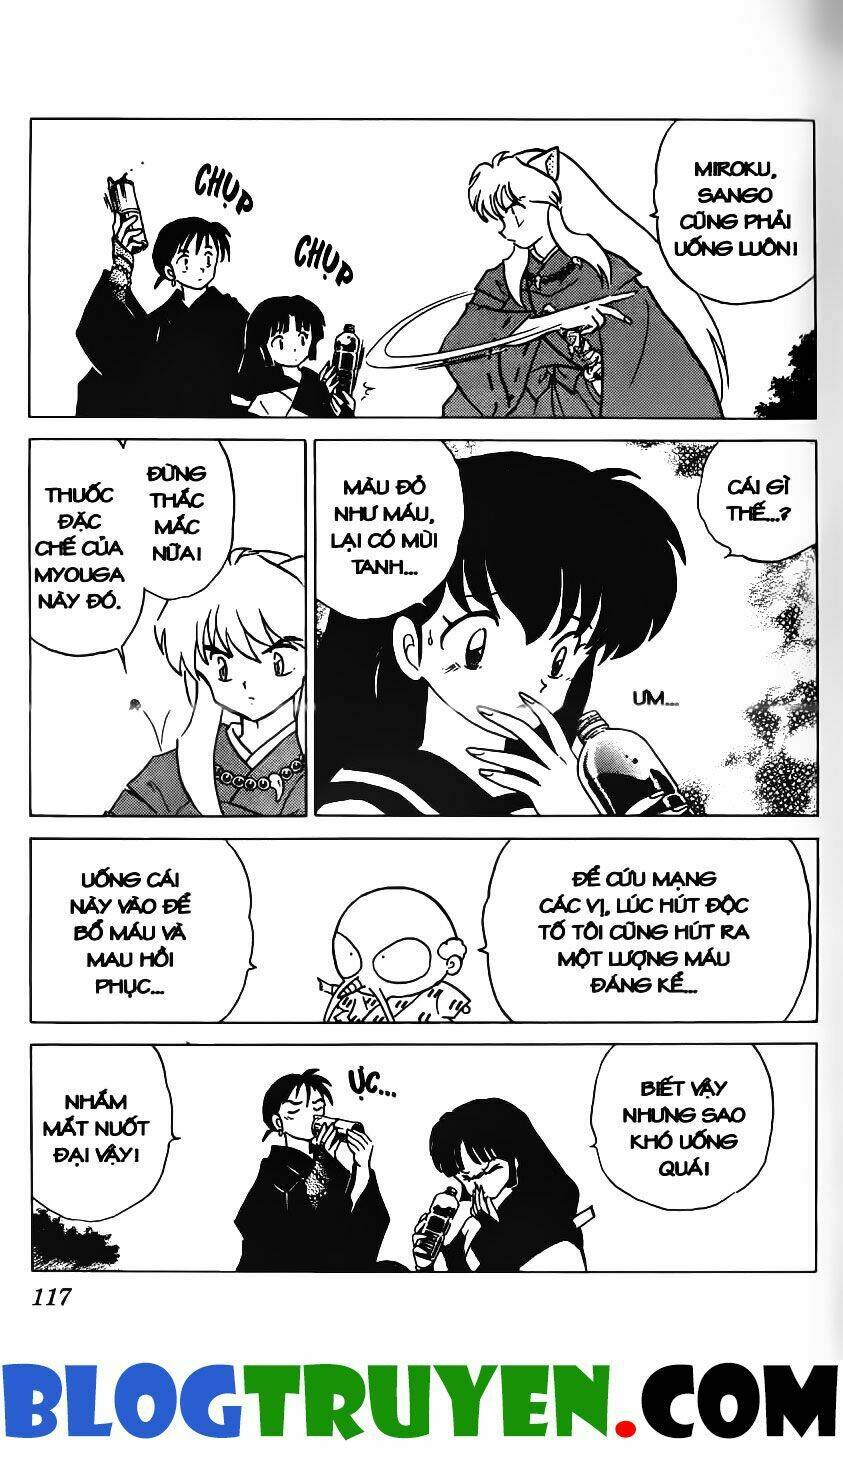 MIROKU,
SANGO
CŨNG PHẢI
UỐNG LUÔN!
CHỤP
CHỤP
CÁI GÌ
THẾ...?
MÀU ĐỎ
NHƯ MÁU,
LẠI CÓ MÙI
TANH...
ƯM...
ĐỪNG
THẮC
MẮC
NỮA!
THUỐC
ĐẶC
CHẾ CỦA
MYOUGA
NÀY ĐÓ.
ĐỂ CỨU MẠNG
CÁC VỊ, LÚC HÚT ĐỘC
TỐ TÔI CŨNG HÚT RA
MỘT LƯỢNG MÁU
ĐÁNG KỂ...
UỐNG CÁI
NÀY VÀO ĐỂ
BỔ MÁU VÀ
MAU HỒI
PHỤC...
BIẾT VẬY
NHƯNG SAO
KHÓ UỐNG
QUÁ!
ỰC...
NHẮM
MẮT NUỐT
ĐẠI VẬY!
117
BLOGTRUYEN.COM